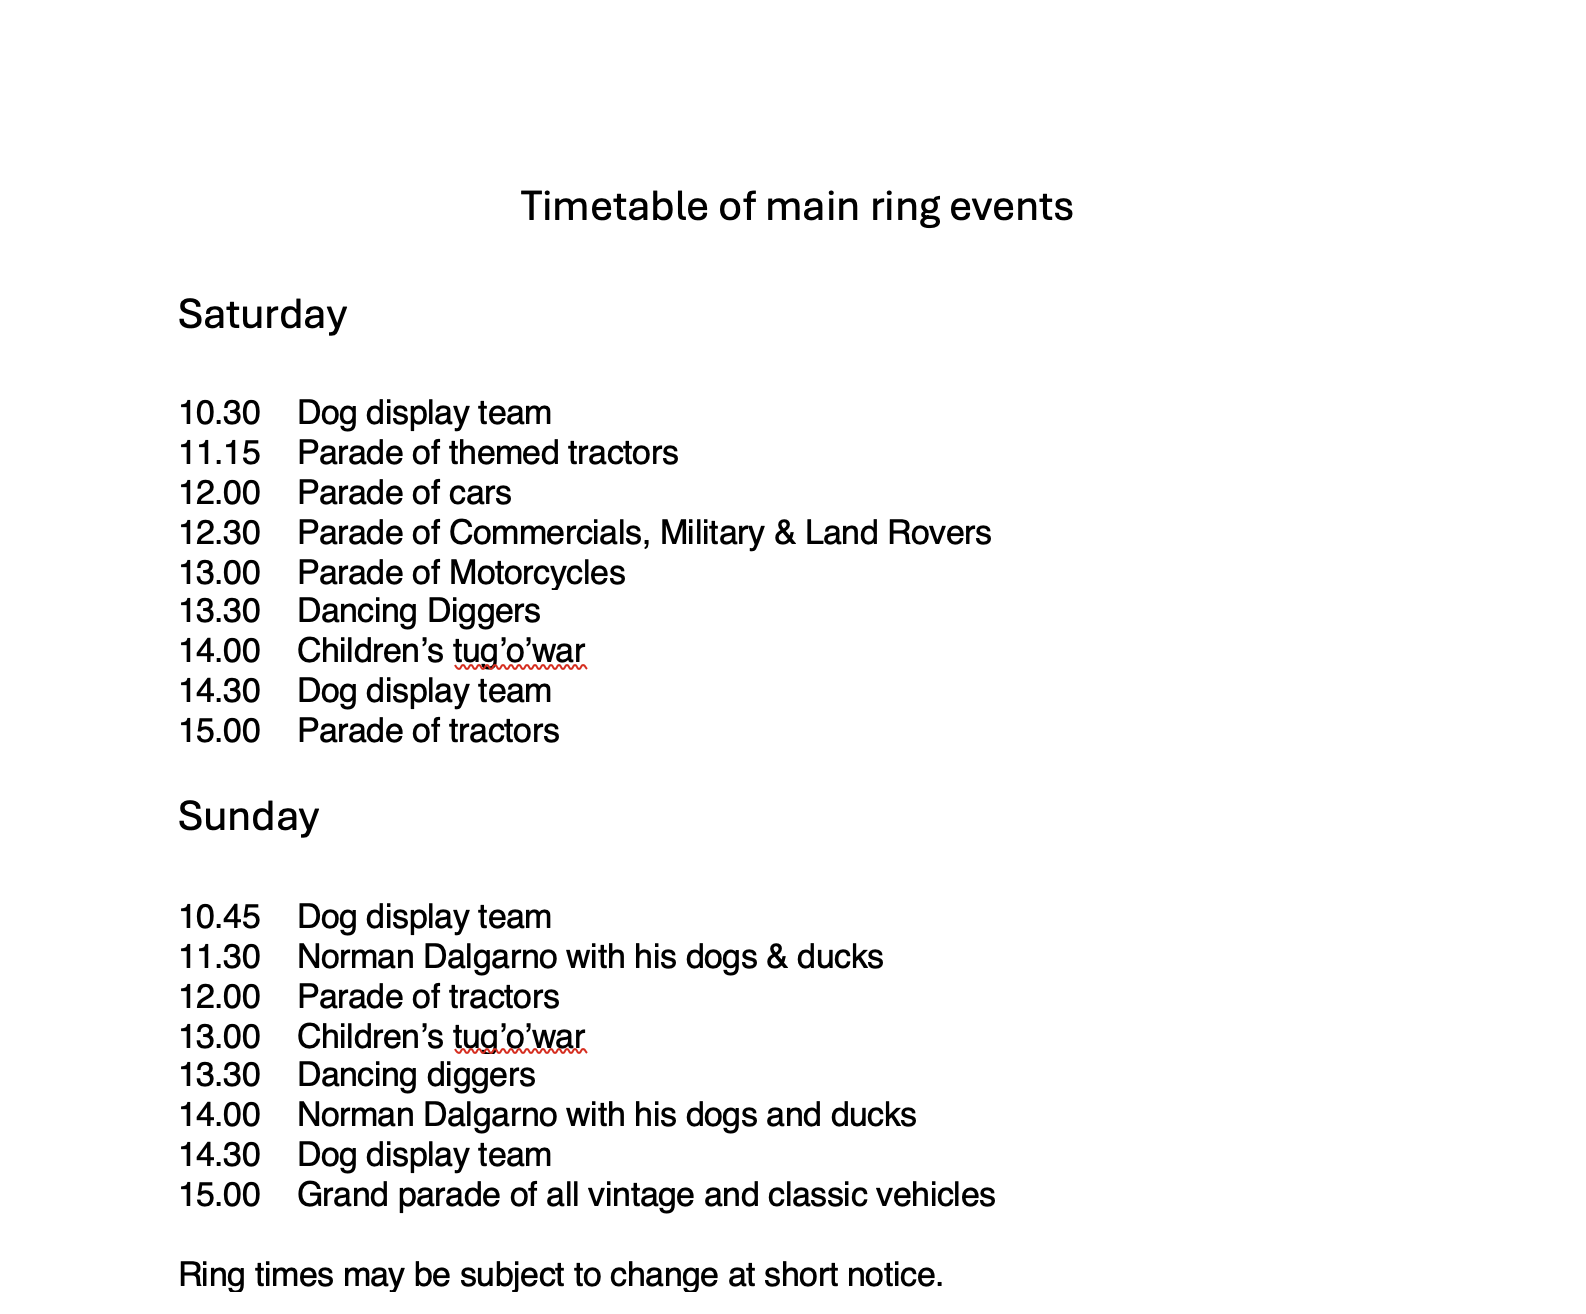 Timetable of main ring events
Saturday
10.30 Dog display team
11.15 Parade of themed tractors
12.00 Parade of cars
12.30 Parade of Commercials, Military & Land Rovers
13.00 Parade of Motorcycles
13.30 Dancing Diggers
14.00 Children’s tug’o’war
14.30 Dog display team
15.00 Parade of tractors
Sunday
10.45 Dog display team
11.30 Norman Dalgarno with his dogs & ducks
12.00 Parade of tractors
13.00 Children’s tug’o’war
13.30 Dancing diggers
14.00 Norman Dalgarno with his dogs and ducks
14.30 Dog display team
15.00 Grand parade of all vintage and classic vehicles
Ring times may be subject to change at short notice.